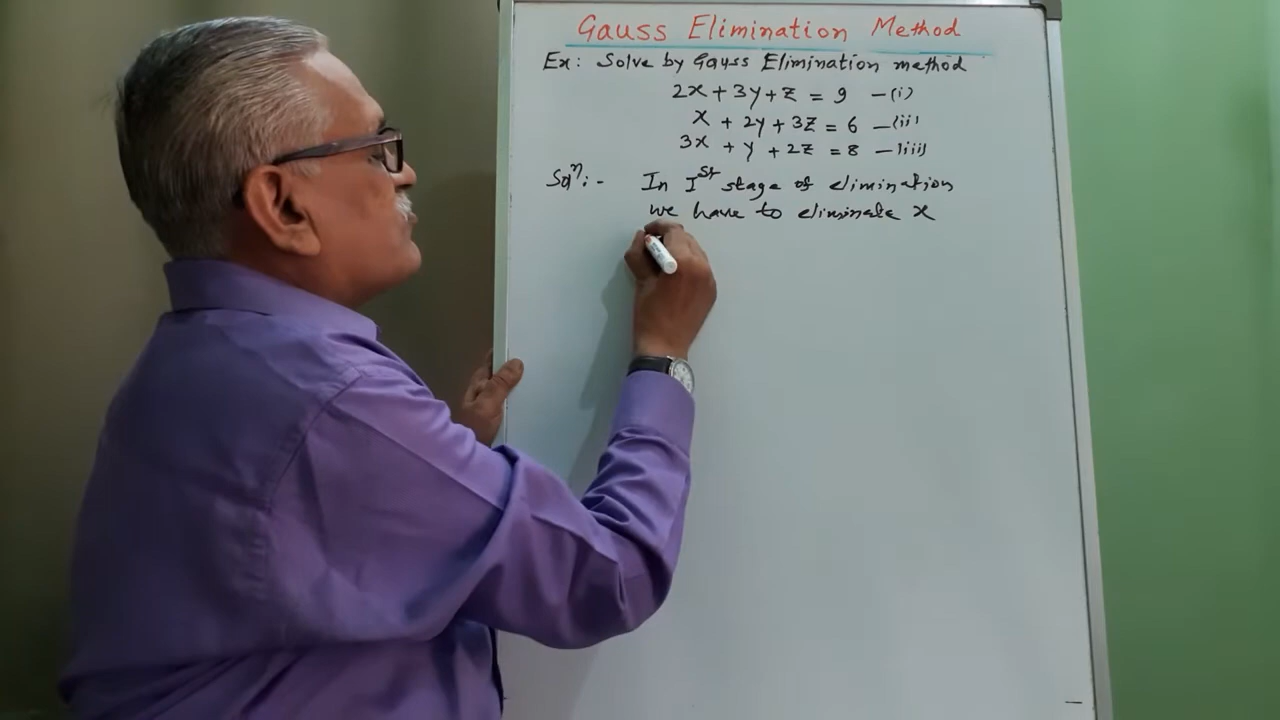 Gauss Elimination Method
Ex: Solve by Gauss Elimination method
2x + 3y + z = 9 — (i)
x + 2y + 3z = 6 — (ii)
3x + y + 2z = 8 — (iii)
Solⁿ:- In Iˢᵗ stage of elimination
we have to eliminate x